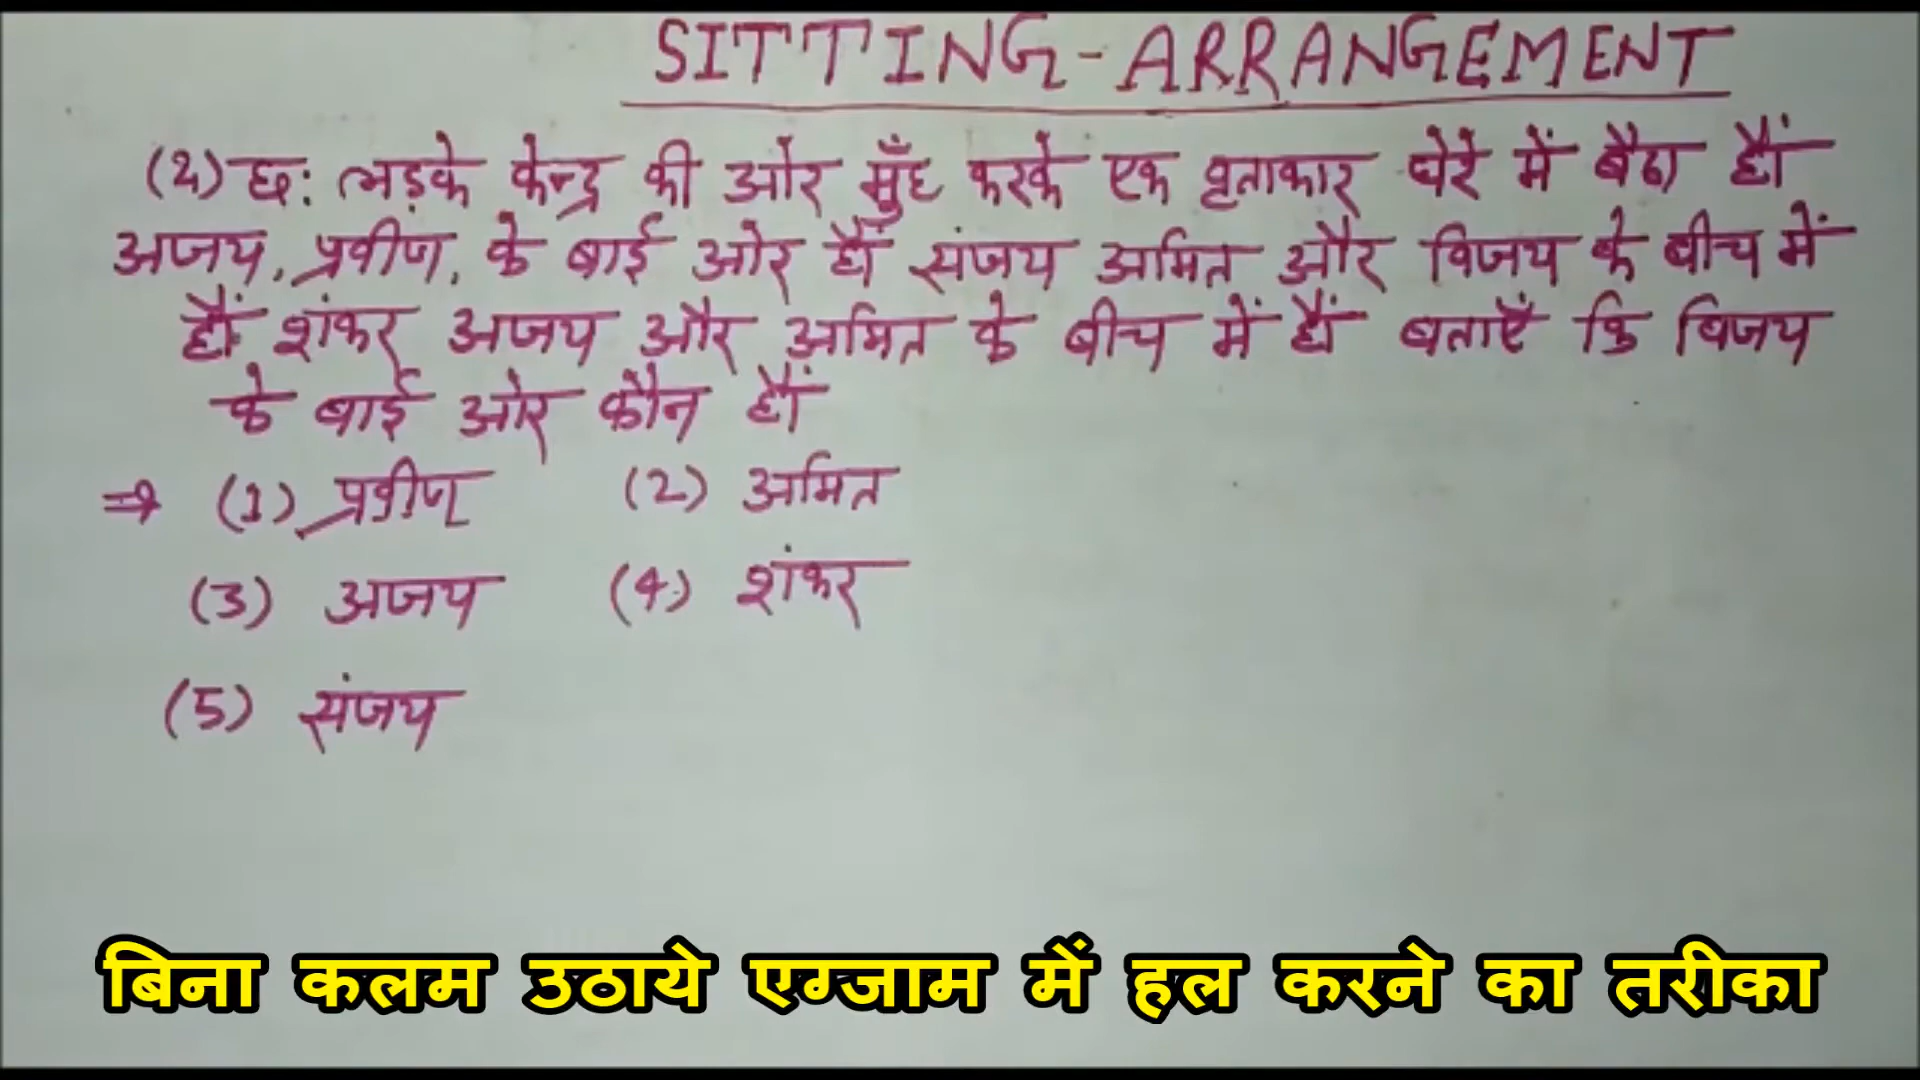 SITTING-ARRANGEMENT
(2) छ: लड़के केन्द्र की ओर मुँह करके एक वृताकार घेरे में बैठा हैं
अजय, प्रवीण, के बाईं ओर हैं संजय अमित और विजय के बीच में
हैं शंकर अजय और अमित के बीच में हैं बताएँ कि विजय
के बाईं ओर कौन हैं
⇒ (1) प्रवीण (2) अमित
(3) अजय (4) शंकर
(5) संजय
बिना कलम उठाये एग्जाम में हल करने का तरीका